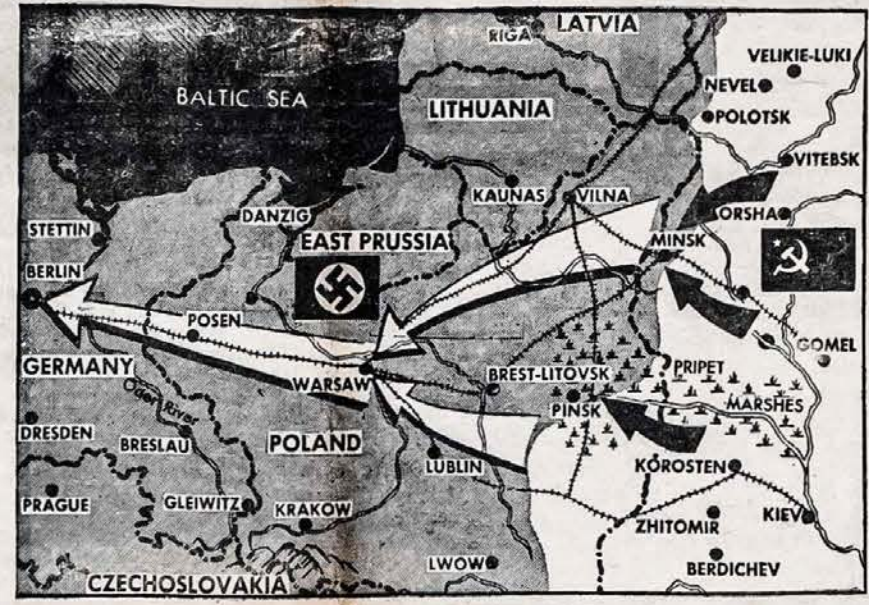 LATVIA
RIGA
VELIKIE-LUKI
NEVEL
BALTIC SEA
LITHUANIA
POLOTSK
VITEBSK
KAUNAS
VILNA
DANZIG
ORSHA
STETTIN
EAST PRUSSIA
MINSK
BERLIN
POSEN
GOMEL
GERMANY
WARSAW
BREST-LITOVSK
PRIPET
MARSHES
PINSK
Oder River
DRESDEN
BRESLAU
POLAND
LUBLIN
KOROSTEN
PRAGUE
GLEIWITZ
KRAKOW
ZHITOMIR
KIEV
LWOW
BERDICHEV
CZECHOSLOVAKIA